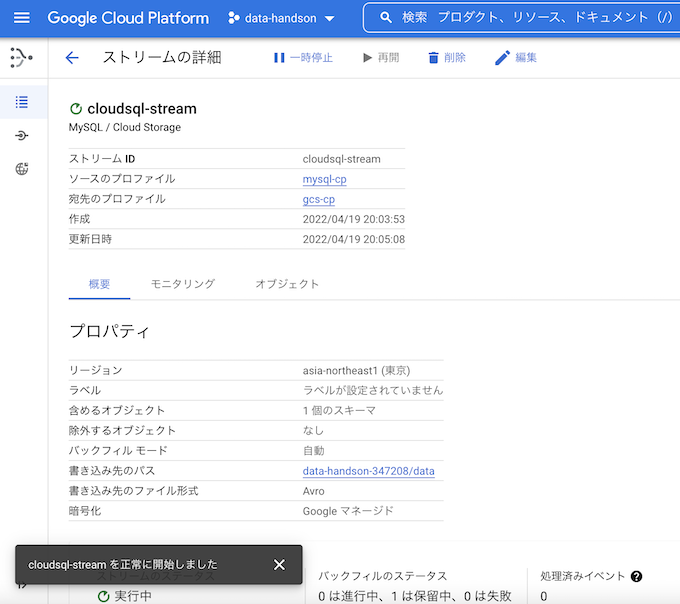 Google Cloud Platform data-handson 検索 プロダクト、リソース、ドキュメント (/)
ストリームの詳細 一時停止 再開 削除 編集
cloudsql-stream
MySQL / Cloud Storage
ストリーム ID cloudsql-stream
ソースのプロファイル mysql-cp
宛先のプロファイル gcs-cp
作成 2022/04/19 20:03:53
更新日時 2022/04/19 20:05:08
概要 モニタリング オブジェクト
プロパティ
リージョン asia-northeast1 (東京)
ラベル ラベルが設定されていません
含めるオブジェクト 1 個のスキーマ
除外するオブジェクト なし
バックフィル モード 自動
書き込み先のパス data-handson-347208/data
書き込み先のファイル形式 Avro
暗号化 Google マネージド
cloudsql-stream を正常に開始しました
ストリームのステータス バックフィルのステータス 処理済みイベント
実行中 0 は進行中、1 は保留中、0 は失敗 0